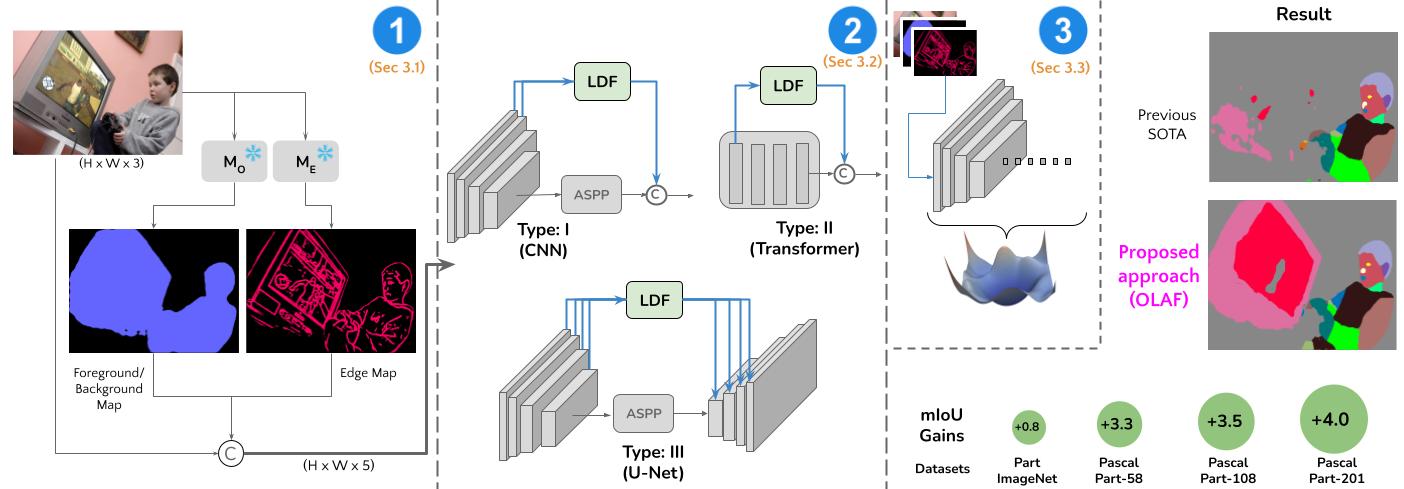 1
(Sec 3.1)
(H x W x 3)
M_O
M_E
Foreground/
Background
Map
Edge Map
C
(H x W x 5)
2
(Sec 3.2)
LDF
ASPP
C
Type: I
(CNN)
LDF
C
Type: II
(Transformer)
LDF
ASPP
Type: III
(U-Net)
3
(Sec 3.3)
Result
Previous
SOTA
Proposed
approach
(OLAF)
mIoU
Gains
+0.8
+3.3
+3.5
+4.0
Datasets
Part
ImageNet
Pascal
Part-58
Pascal
Part-108
Pascal
Part-201